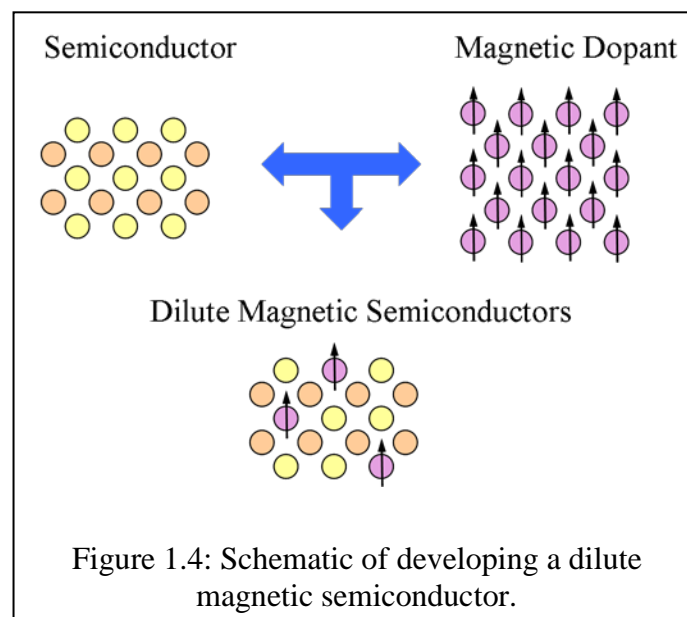 Semiconductor
Magnetic Dopant
Dilute Magnetic Semiconductors
Figure 1.4: Schematic of developing a dilute
magnetic semiconductor.